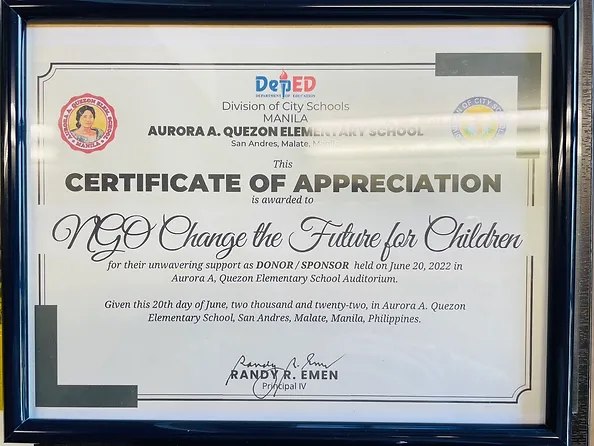 DepED
DEPARTMENT OF EDUCATION
Division of City Schools
MANILA
AURORA A. QUEZON ELEMENTARY SCHOOL
San Andres, Malate,
This
CERTIFICATE OF APPRECIATION
is awarded to
NGO Change the Future for Children
for their unwavering support as DONOR / SPONSOR held on June 20, 2022 in
Aurora A, Quezon Elementary School Auditorium.
Given this 20th day of June, two thousand and twenty-two, in Aurora A. Quezon
Elementary School, San Andres, Malate, Manila, Philippines.
RANDY R. EMEN
Principal IV